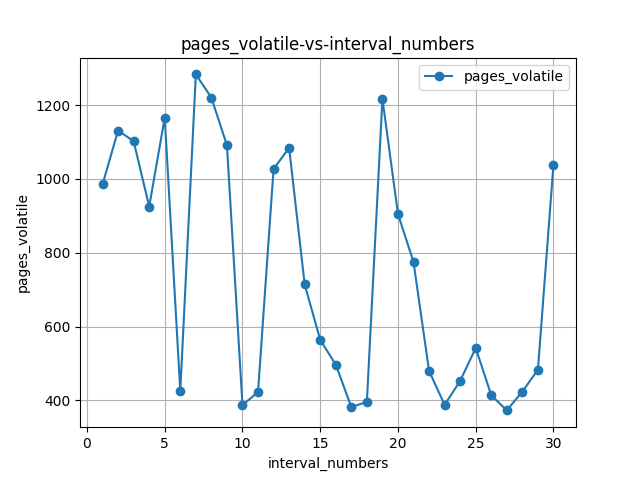 pages_volatile-vs-interval_numbers
pages_volatile
1200
1000
800
600
400
pages_volatile
0 5 10 15 20 25 30
interval_numbers